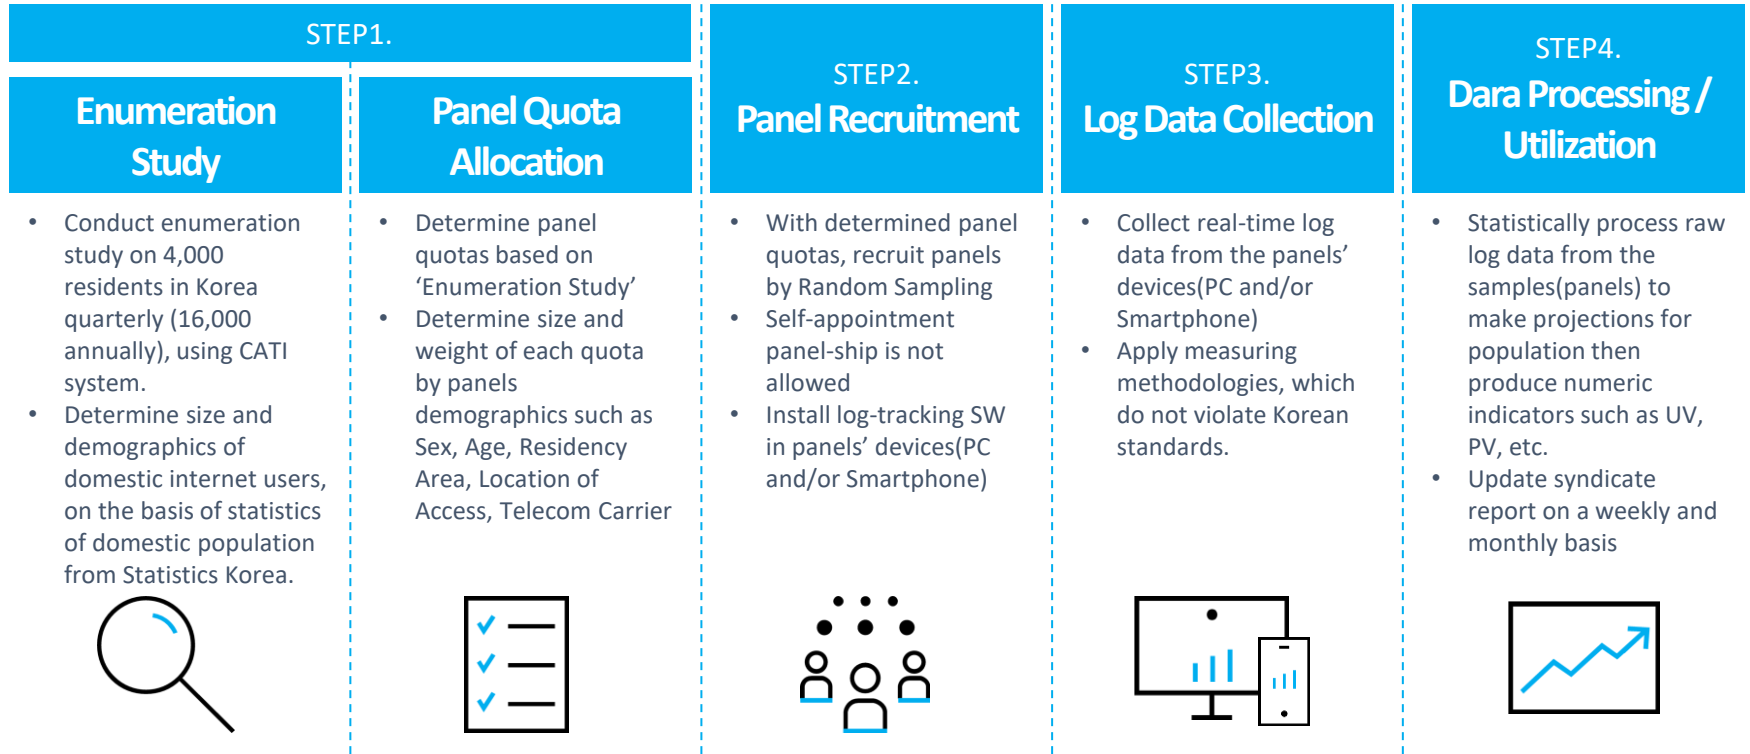 STEP1.
Enumeration
Study
• Conduct enumeration
study on 4,000
residents in Korea
quarterly (16,000
annually), using CATI
system.
• Determine size and
demographics of
domestic internet users,
on the basis of statistics
of domestic population
from Statistics Korea.
Panel Quota
Allocation
• Determine panel
quotas based on
‘Enumeration Study’
• Determine size and
weight of each quota
by panels
demographics such as
Sex, Age, Residency
Area, Location of
Access, Telecom Carrier
STEP2.
Panel Recruitment
• With determined panel
quotas, recruit panels
by Random Sampling
• Self-appointment
panel-ship is not
allowed
• Install log-tracking SW
in panels’ devices(PC
and/or Smartphone)
STEP3.
Log Data Collection
• Collect real-time log
data from the panels’
devices(PC and/or
Smartphone)
• Apply measuring
methodologies, which
do not violate Korean
standards.
STEP4.
Dara Processing /
Utilization
• Statistically process raw
log data from the
samples(panels) to
make projections for
population then
produce numeric
indicators such as UV,
PV, etc.
• Update syndicate
report on a weekly and
monthly basis